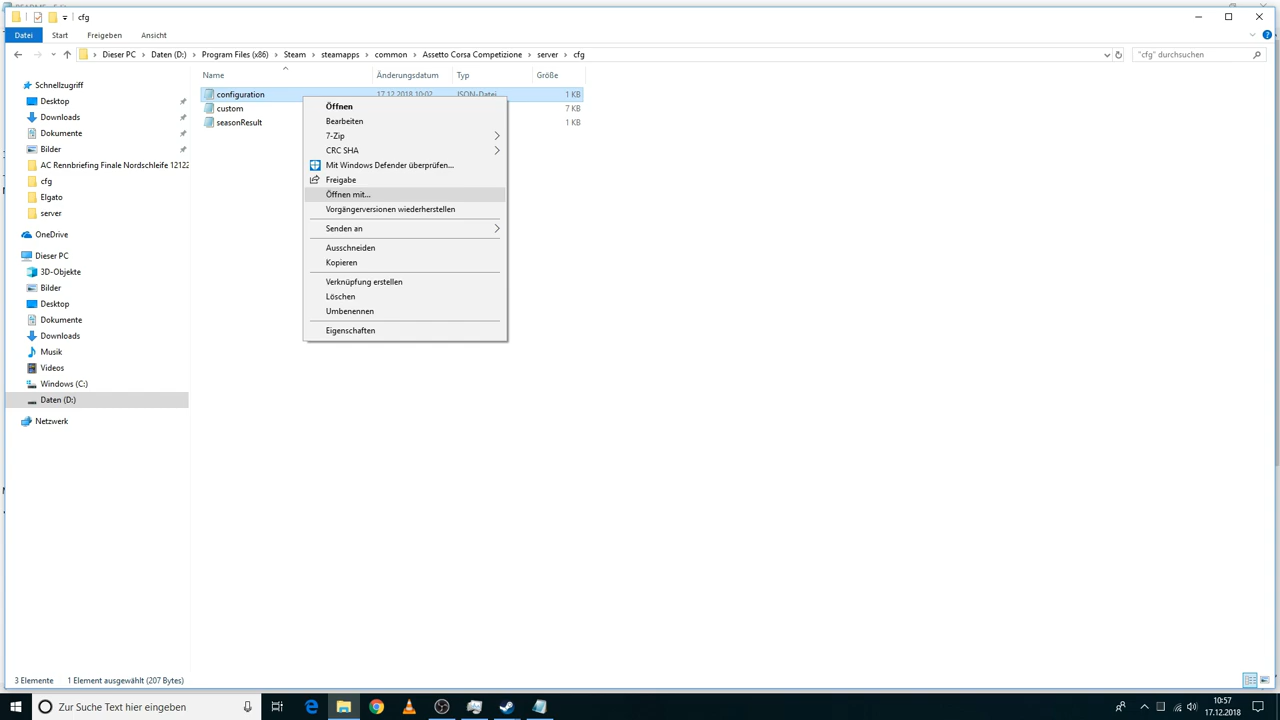 cfg
Datei Start Freigeben Ansicht
Dieser PC Daten (D:) Program Files (x86) Steam steamapps common Assetto Corsa Competizione server cfg
"cfg" durchsuchen
Name Änderungsdatum Typ Größe
Schnellzugriff
Desktop
Downloads
Dokumente
Bilder
AC Rennbriefing Finale Nordschleife 12122
cfg
Elgato
server
OneDrive
Dieser PC
3D-Objekte
Bilder
Desktop
Dokumente
Downloads
Musik
Videos
Windows (C:)
Daten (D:)
Netzwerk
configuration 17.12.2018 10:02 JSON-Datei 1 KB
custom 7 KB
seasonResult 1 KB
Öffnen
Bearbeiten
7-Zip
CRC SHA
Mit Windows Defender überprüfen...
Freigabe
Öffnen mit...
Vorgängerversionen wiederherstellen
Senden an
Ausschneiden
Kopieren
Verknüpfung erstellen
Löschen
Umbenennen
Eigenschaften
3 Elemente 1 Element ausgewählt (207 Bytes)
Zur Suche Text hier eingeben
10:57
17.12.2018